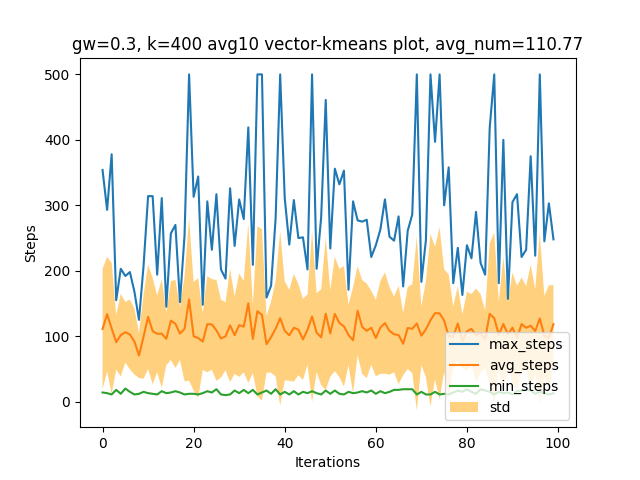 gw=0.3, k=400 avg10 vector-kmeans plot, avg_num=110.77
500
400
300
200
100
0
Steps
max_steps
avg_steps
min_steps
std
0
20
40
60
80
100
Iterations